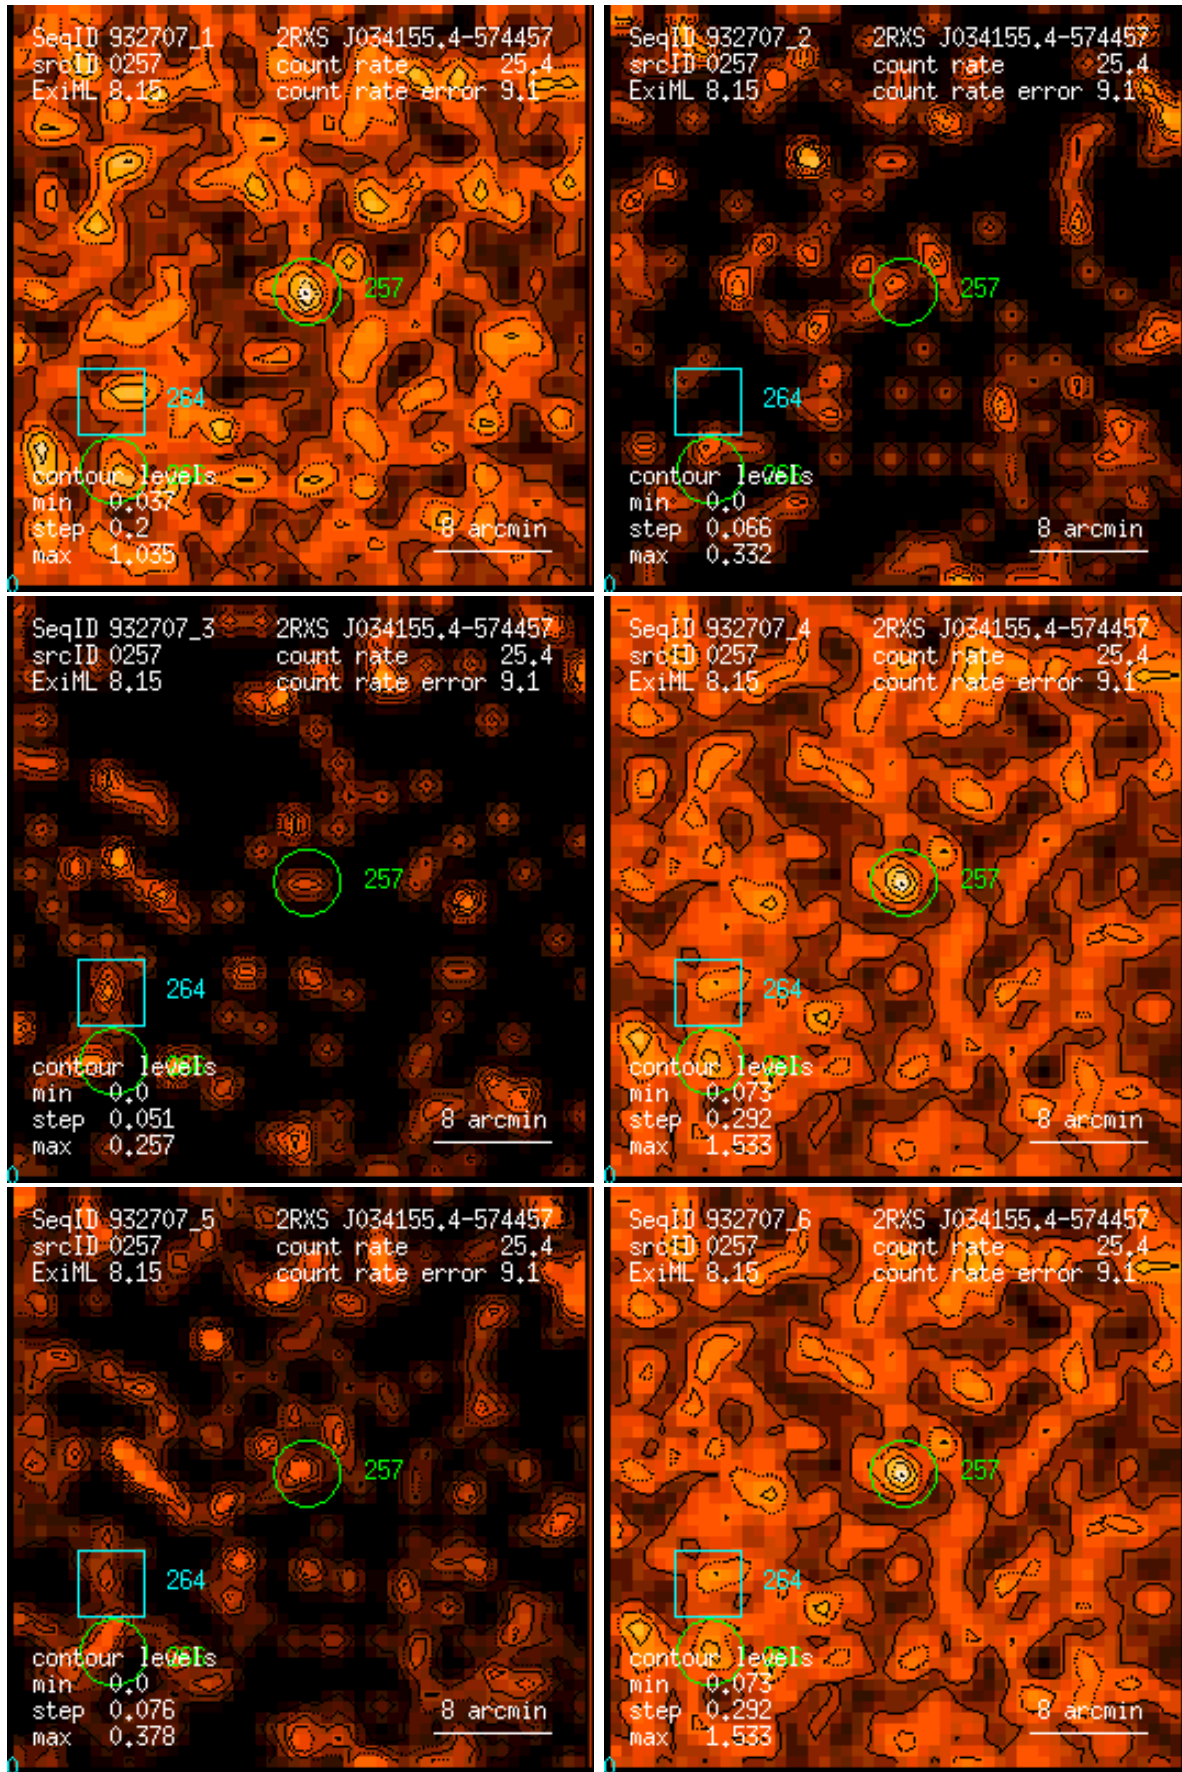 SeqID 932707_1 2RXS J034155.4-574457
srcID 0257 count rate 25.4
ExiML 8.15 count rate error 9.1
257
264
contour levels
min 0.037
step 0.2 8 arcmin
max 1.035
0
SeqID 932707_2 2RXS J034155.4-574457
srcID 0257 count rate 25.4
ExiML 8.15 count rate error 9.1
257
264
contour levels
min 0.0
step 0.066 8 arcmin
max 0.332
0
SeqID 932707_3 2RXS J034155.4-574457
srcID 0257 count rate 25.4
ExiML 8.15 count rate error 9.1
257
264
contour levels
min 0.0
step 0.051 8 arcmin
max 0.257
0
SeqID 932707_4 2RXS J034155.4-574457
srcID 0257 count rate 25.4
ExiML 8.15 count rate error 9.1
257
264
contour levels
min 0.073
step 0.292 8 arcmin
max 1.533
0
SeqID 932707_5 2RXS J034155.4-574457
srcID 0257 count rate 25.4
ExiML 8.15 count rate error 9.1
257
264
contour levels
min 0.0
step 0.076 8 arcmin
max 0.378
0
SeqID 932707_6 2RXS J034155.4-574457
srcID 0257 count rate 25.4
ExiML 8.15 count rate error 9.1
257
264
contour levels
min 0.073
step 0.292 8 arcmin
max 1.533
0